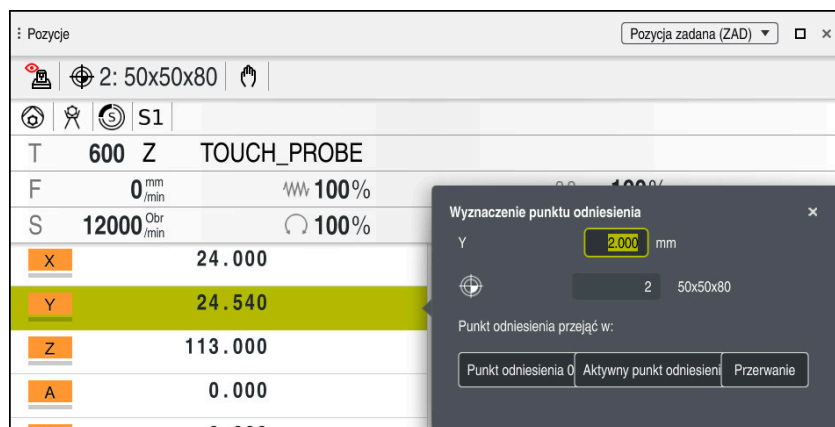 Pozycje
Pozycja zadana (ZAD)
2: 50x50x80
S S1
T 600 Z TOUCH_PROBE
F 0 mm/min 100%
S 12000 Obr/min 100%
Wyznaczenie punktu odniesienia
X 24.000
Y 2.000 mm
Y 24.540
2 50x50x80
Z 113.000
Punkt odniesienia przejąć w:
Punkt odniesienia 0 Aktywny punkt odniesieni Przerwanie
A 0.000